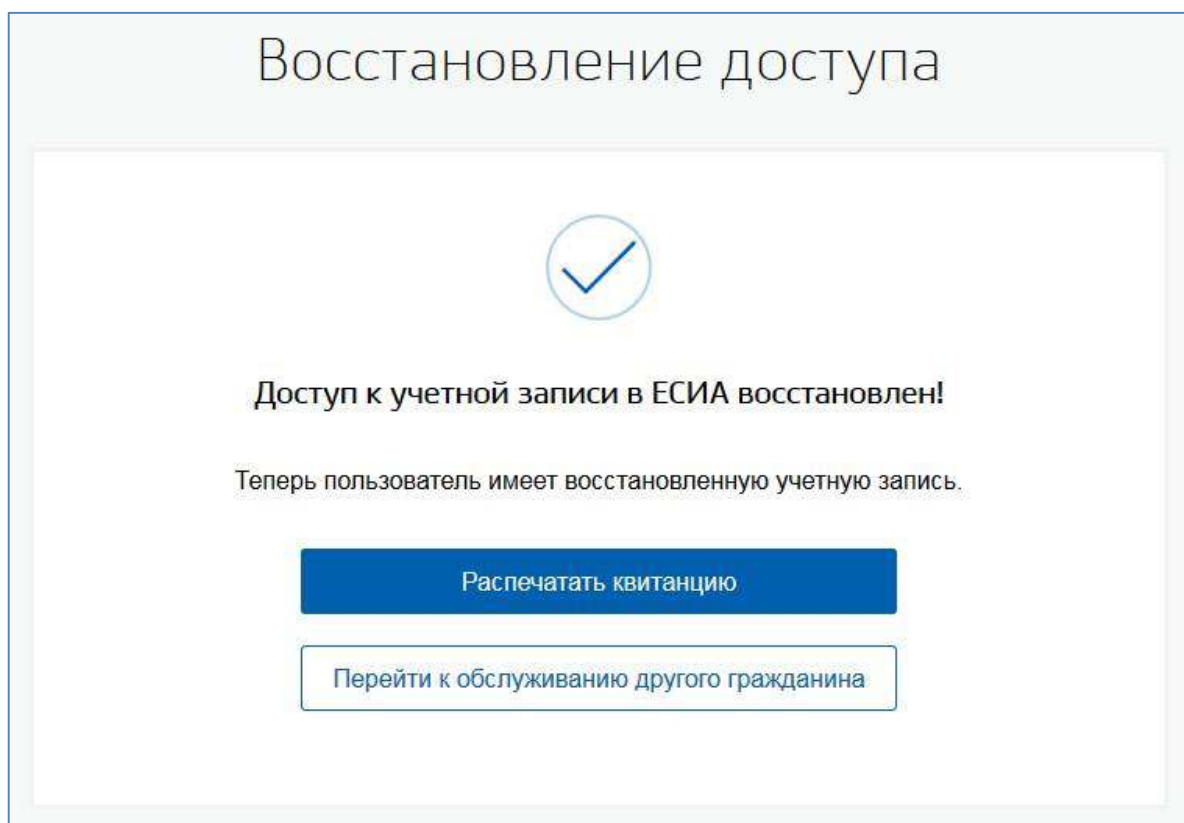 Восстановление доступа
Доступ к учетной записи в ЕСИА восстановлен!
Теперь пользователь имеет восстановленную учетную запись.
Распечатать квитанцию
Перейти к обслуживанию другого гражданина